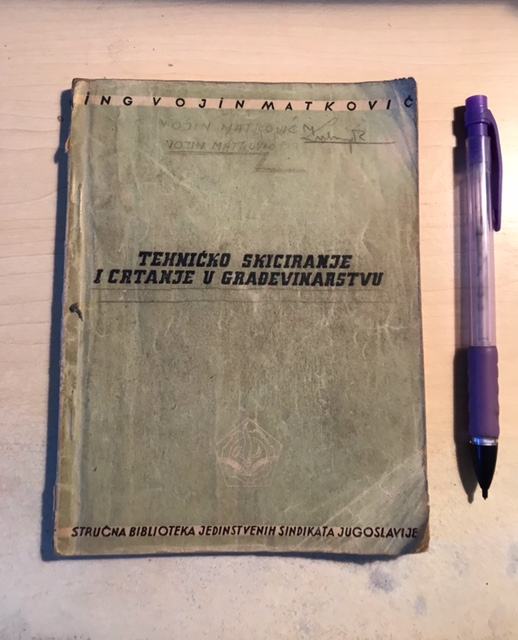 ING VOJIN MATKOVIĆ
VOJIN MATKOVIĆ
VOJIN MATKOVIĆ
TEHNIČKO SKICIRANJE
I CRTANJE U GRAĐEVINARSTVU
STRUČNA BIBLIOTEKA JEDINSTVENIH SINDIKATA JUGOSLAVIJE